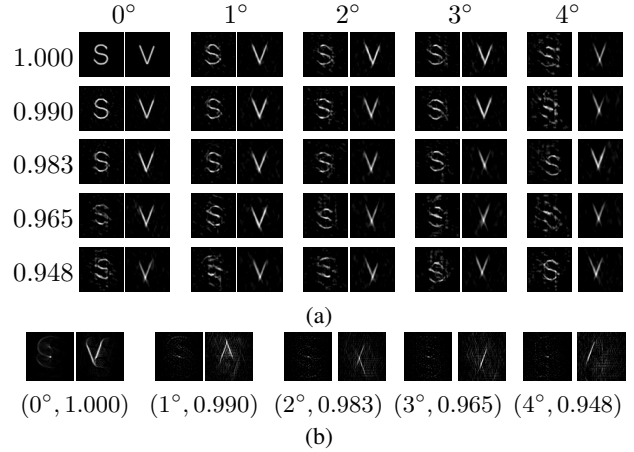 0° 1° 2° 3° 4°
1.000 S V S V S V S V S V
0.990 S V S V S V S V S V
0.983 S V S V S V S V S V
0.965 S V S V S V S V S V
0.948 S V S V S V S V S V
(a)
S V
(0°, 1.000) (1°, 0.990) (2°, 0.983) (3°, 0.965) (4°, 0.948)
(b)